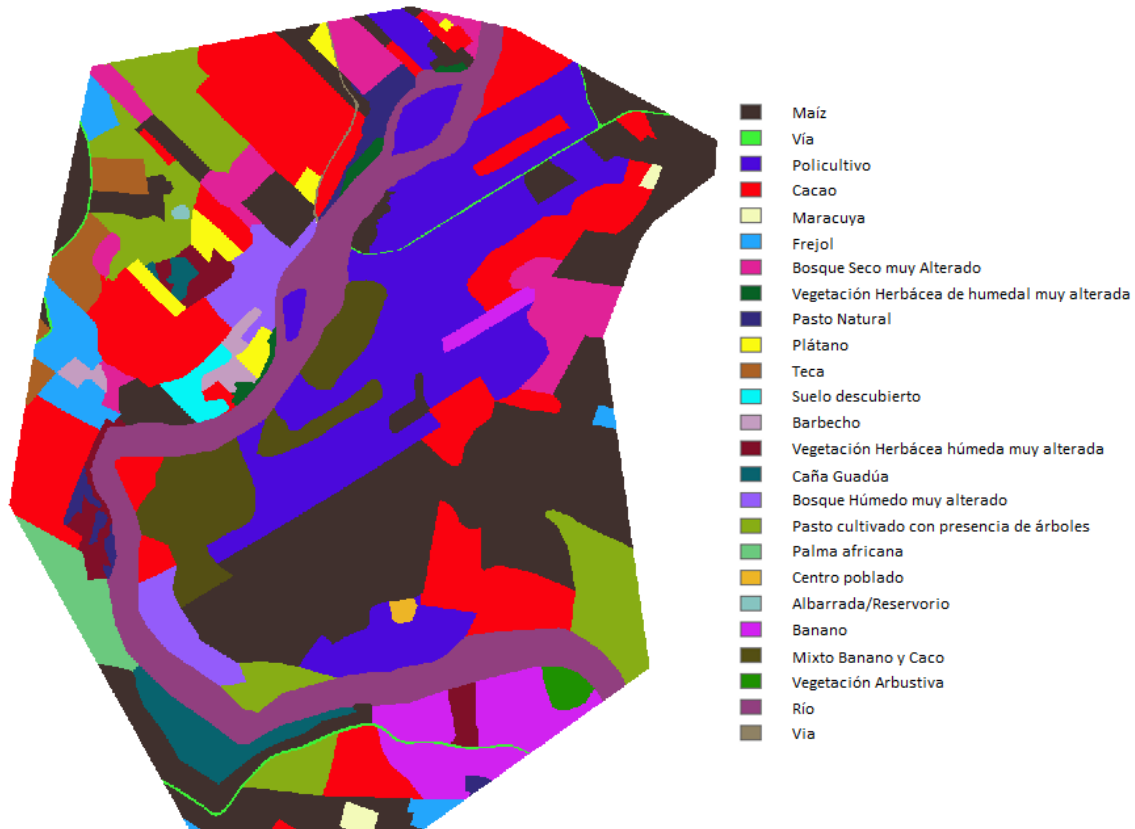 Maíz
Vía
Policultivo
Cacao
Maracuya
Frejol
Bosque Seco muy Alterado
Vegetación Herbácea de humedal muy alterada
Pasto Natural
Plátano
Teca
Suelo descubierto
Barbecho
Vegetación Herbácea húmeda muy alterada
Caña Guadúa
Bosque Húmedo muy alterado
Pasto cultivado con presencia de árboles
Palma africana
Centro poblado
Albarrada/Reservorio
Banano
Mixto Banano y Caco
Vegetación Arbustiva
Río
Via